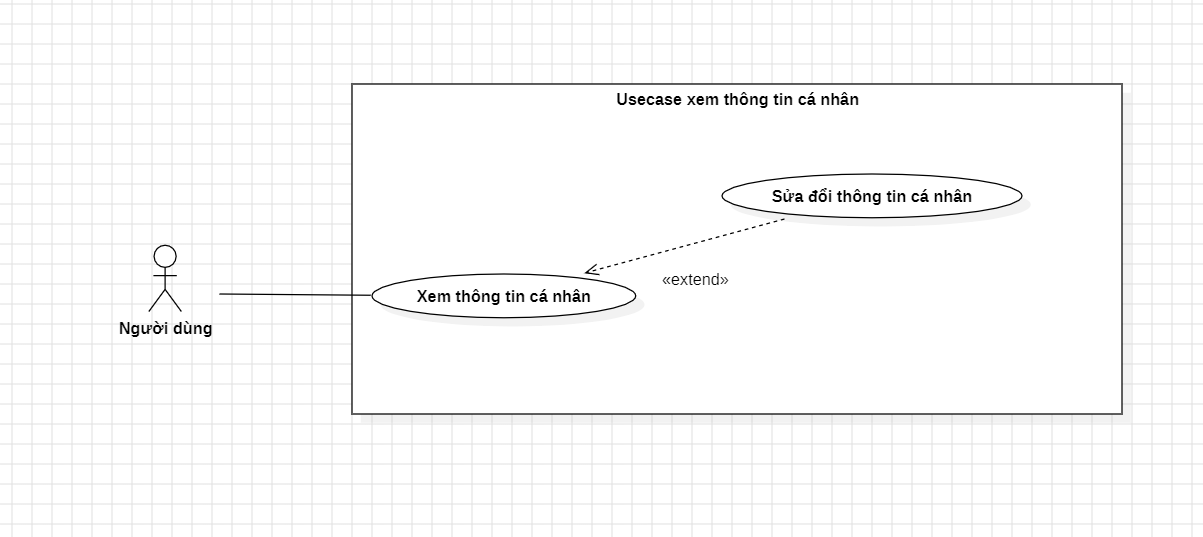 Usecase xem thông tin cá nhân
Sửa đổi thông tin cá nhân
«extend»
Xem thông tin cá nhân
Người dùng